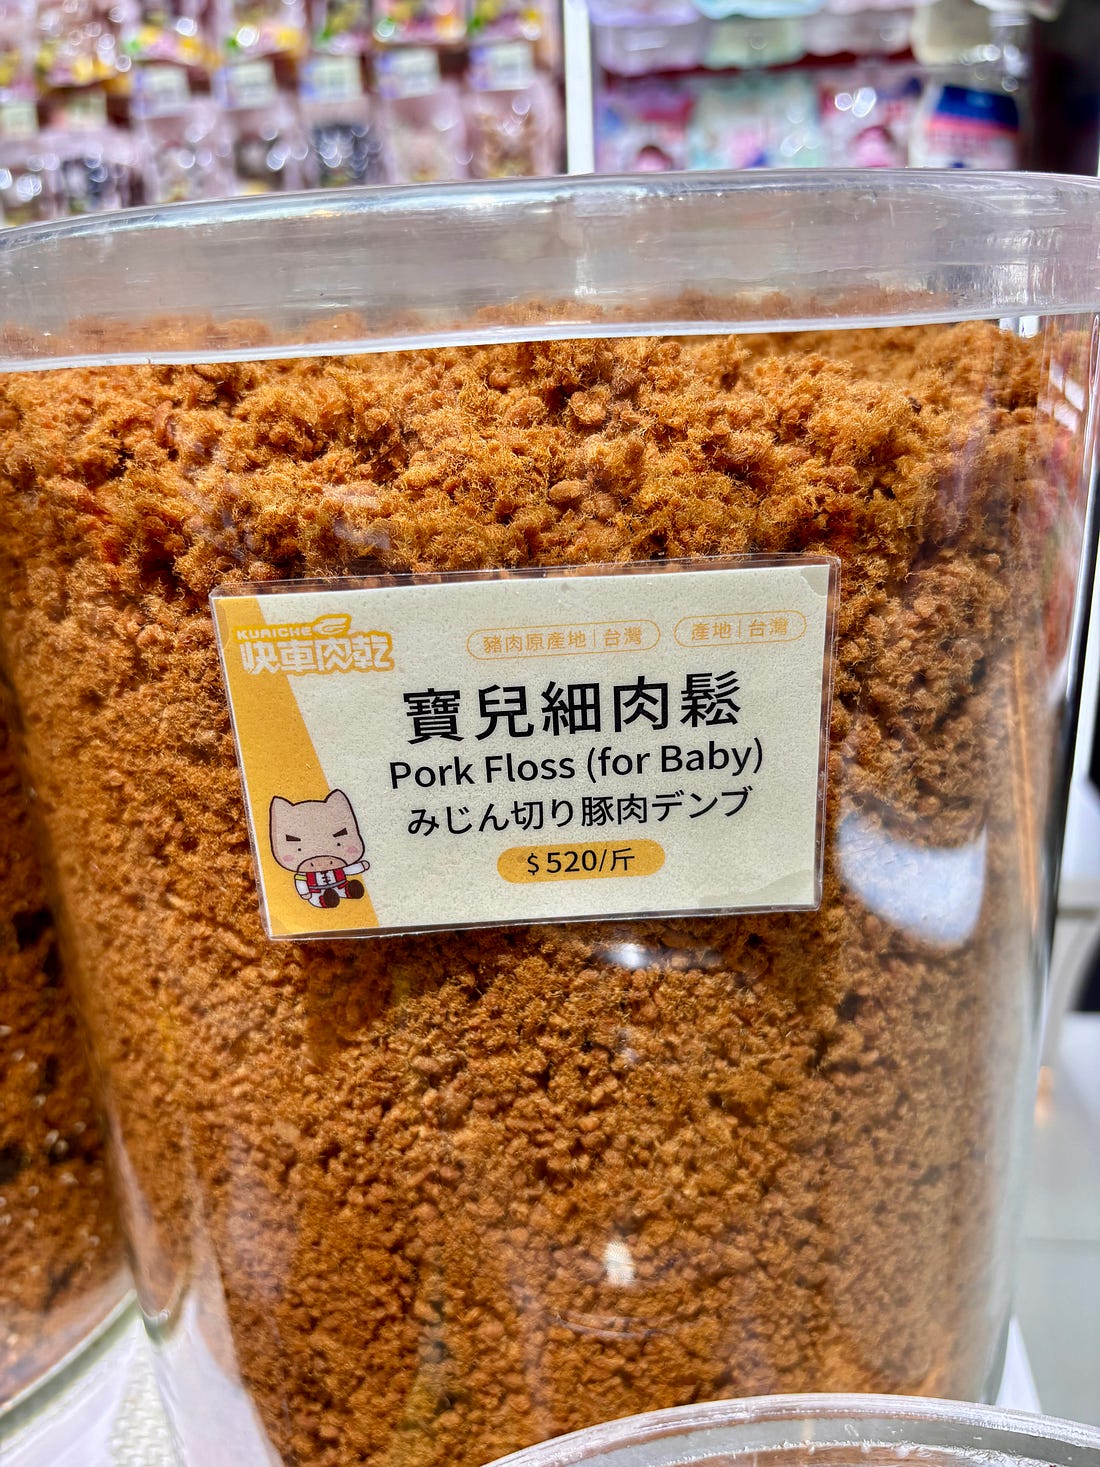 KUAICHE
快車肉乾
豬肉原產地|台灣
產地|台灣
寶兒細肉鬆
Pork Floss (for Baby)
みじん切り豚肉デンブ
$520/斤